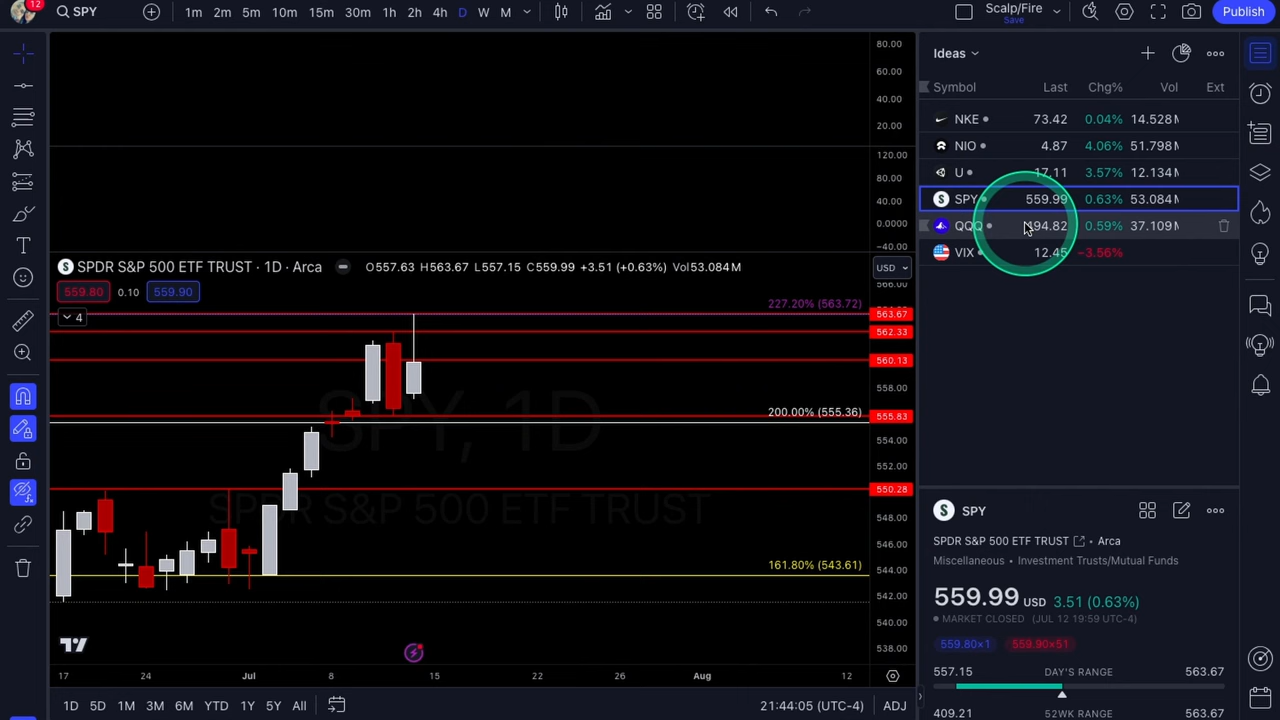 12
SPY
1m 2m 5m 10m 15m 30m 1h 2h 4h D W M
Scalp/Fire
Save
Publish
80.00
60.00
40.00
20.00
120.00
80.00
40.00
0.00
−40.00
SPDR S&P 500 ETF TRUST · 1D · Arca
O557.63 H563.67 L557.15 C559.99 +3.51 (+0.63%) Vol53.084M
USD
559.80 0.10 559.90
4
227.20% (563.72)
563.67
562.33
560.13
558.00
200.00% (555.36)
555.83
554.00
552.00
550.28
548.00
546.00
161.80% (543.61)
544.00
542.00
540.00
538.00
SPY, 1D
SPDR S&P 500 ETF TRUST
17 24 Jul 8 15 22 26 Aug 12
1D 5D 1M 3M 6M YTD 1Y 5Y All
21:44:05 (UTC-4) ADJ
Ideas
Symbol Last Chg% Vol Ext
NKE 73.42 0.04% 14.528M
NIO 4.87 4.06% 51.798M
U 17.11 3.57% 12.134M
SPY 559.99 0.63% 53.084M
QQQ 494.82 0.59% 37.109M
VIX 12.45 −3.56%
S SPY
SPDR S&P 500 ETF TRUST • Arca
Miscellaneous • Investment Trusts/Mutual Funds
559.99 USD 3.51 (0.63%)
MARKET CLOSED (JUL 12 19:59 UTC-4)
559.80×1 559.90×51
557.15 DAY'S RANGE 563.67
409.21 52WK RANGE 563.67